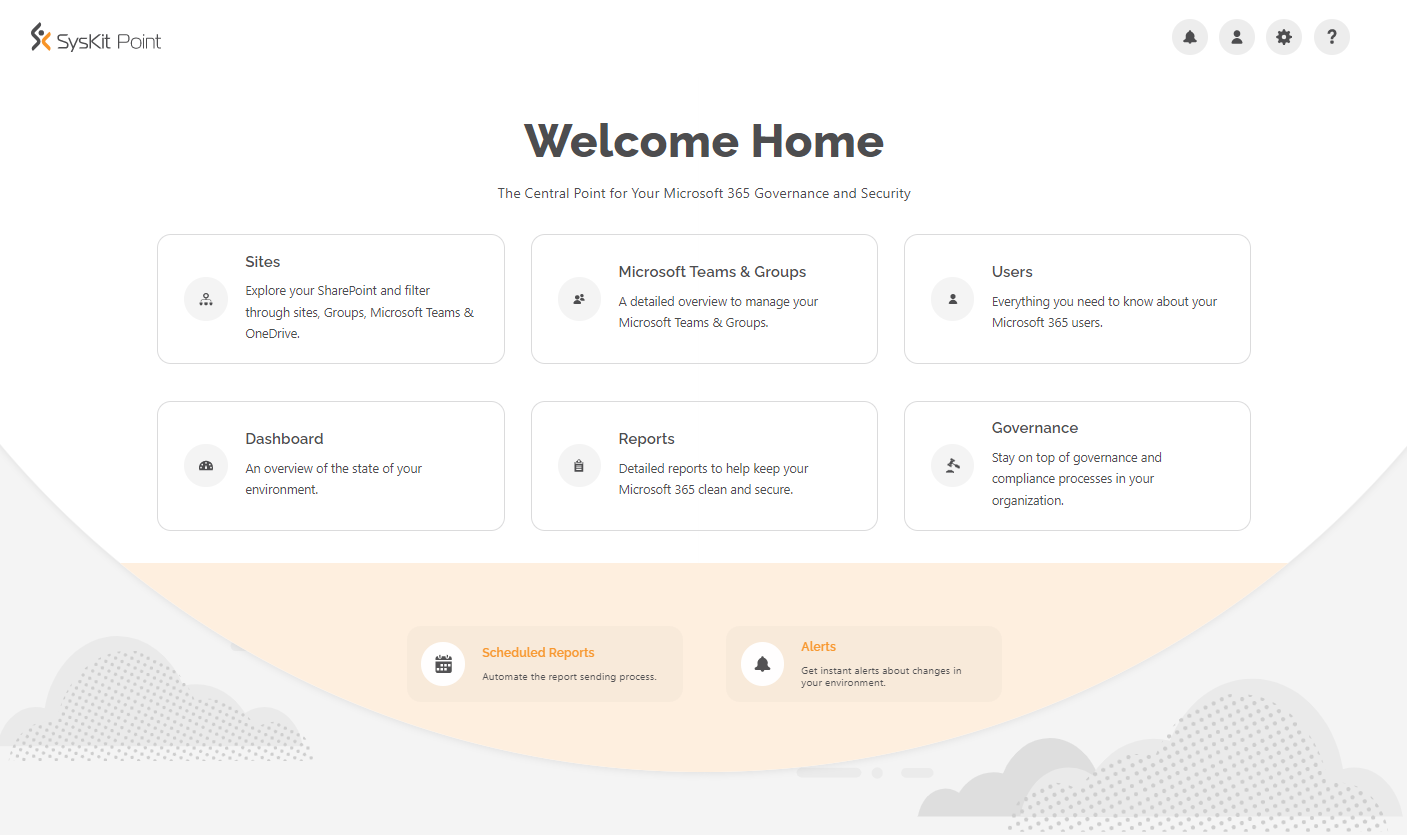 SysKit Point
?
Welcome Home
The Central Point for Your Microsoft 365 Governance and Security
Sites
Explore your SharePoint and filter
through sites, Groups, Microsoft Teams &
OneDrive.
Microsoft Teams & Groups
A detailed overview to manage your
Microsoft Teams & Groups.
Users
Everything you need to know about your
Microsoft 365 users.
Dashboard
An overview of the state of your
environment.
Reports
Detailed reports to help keep your
Microsoft 365 clean and secure.
Governance
Stay on top of governance and
compliance processes in your
organization.
Scheduled Reports
Automate the report sending process.
Alerts
Get instant alerts about changes in
your environment.